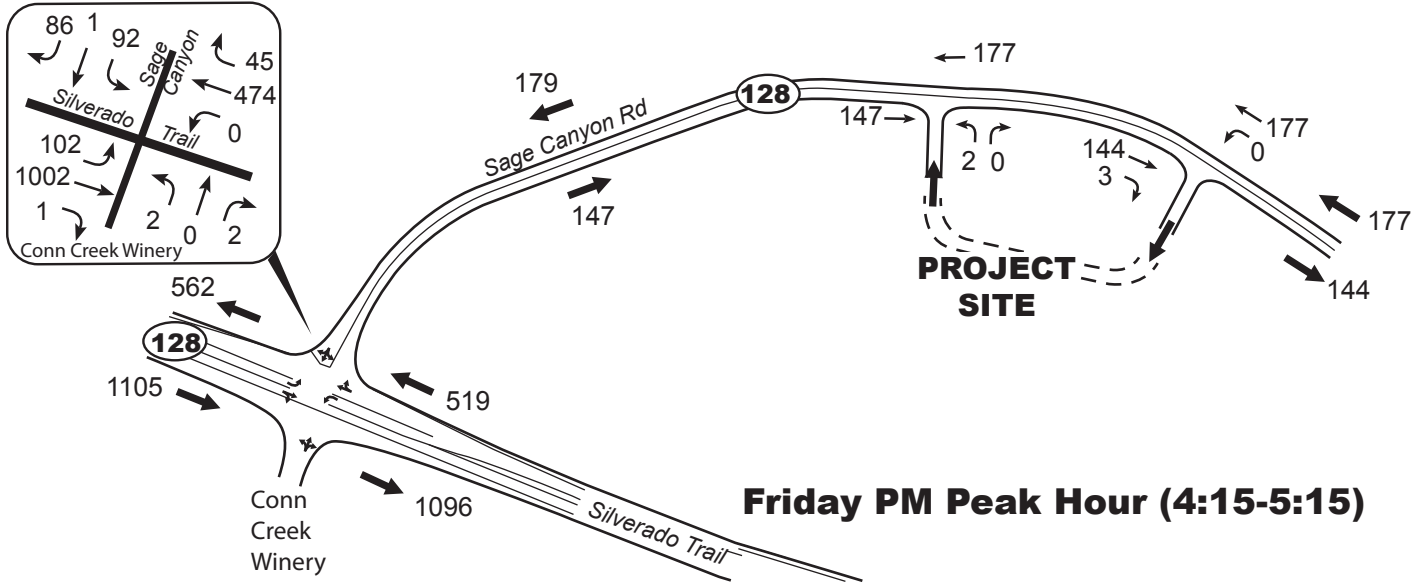 86 1 92 Sage Canyon 45
474
Silverado Trail 0
102
1002
1 2 0 2
Conn Creek Winery
179
Sage Canyon Rd
128
147
177
147
2 0
144
3
177
0
177
144
PROJECT
SITE
562
128
1105
519
1096
Conn
Creek
Winery
Silverado Trail
Friday PM Peak Hour (4:15-5:15)